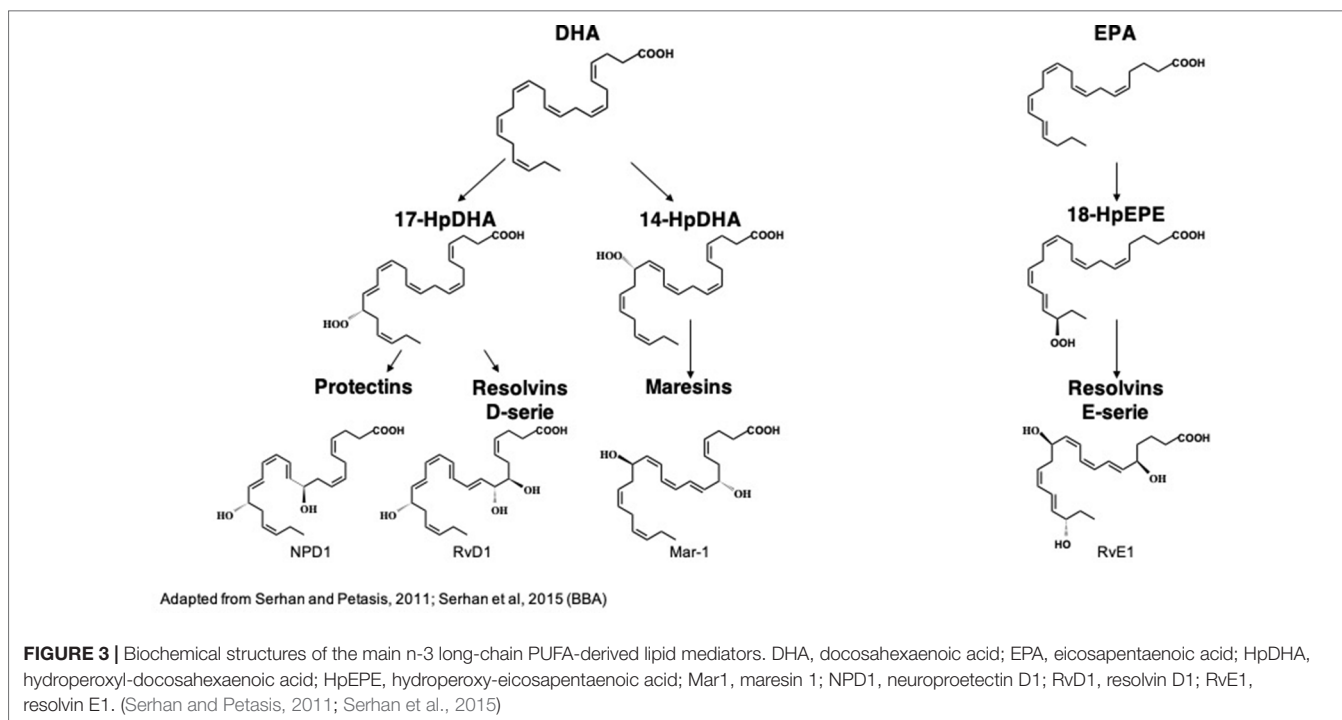 DHA
EPA
COOH
COOH
17-HpDHA
14-HpDHA
18-HpEPE
COOH
COOH
COOH
HOO
HOO
OOH
Protectins
Resolvins
D-serie
Maresins
Resolvins
E-serie
COOH
COOH
COOH
COOH
HO
HO
OH
OH
OH
OH
OH
HO
HO
HO
NPD1
RvD1
Mar-1
RvE1
Adapted from Serhan and Petasis, 2011; Serhan et al, 2015 (BBA)
FIGURE 3 | Biochemical structures of the main n-3 long-chain PUFA-derived lipid mediators. DHA, docosahexaenoic acid; EPA, eicosapentaenoic acid; HpDHA,
hydroperoxyl-docosahexaenoic acid; HpEPE, hydroperoxy-eicosapentaenoic acid; Mar1, maresin 1; NPD1, neuroproetectin D1; RvD1, resolvin D1; RvE1,
resolvin E1. (Serhan and Petasis, 2011; Serhan et al., 2015)